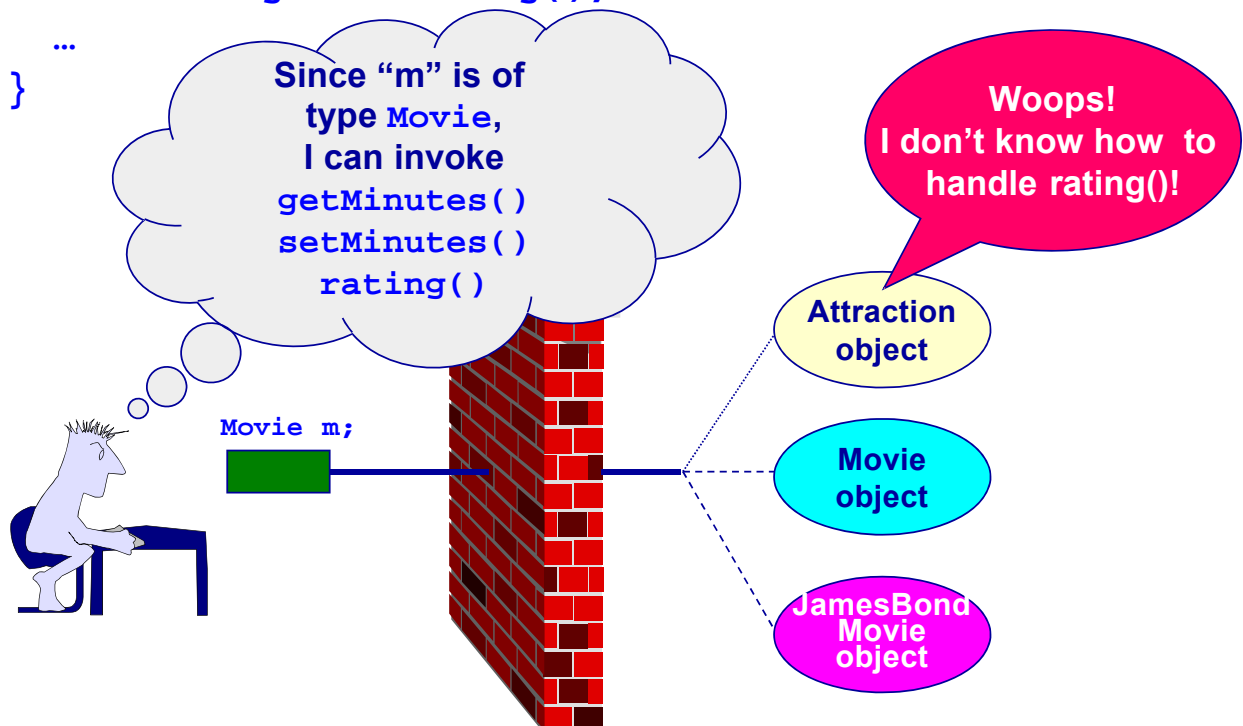 …
}
Since “m” is of
type Movie,
I can invoke
getMinutes()
setMinutes()
rating()
Woops!
I don’t know how to
handle rating()!
Attraction
object
Movie m;
Movie
object
JamesBond
Movie
object